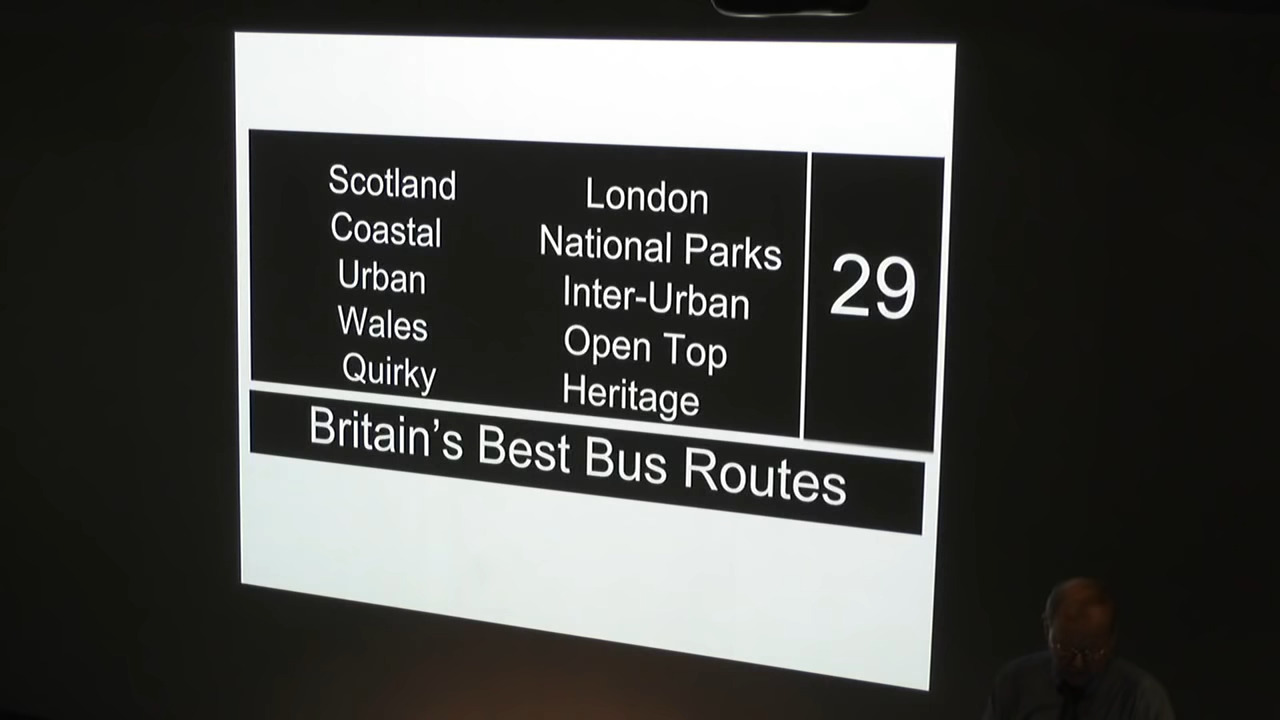 Scotland
Coastal
Urban
Wales
Quirky
London
National Parks
Inter-Urban
Open Top
Heritage
29
Britain's Best Bus Routes